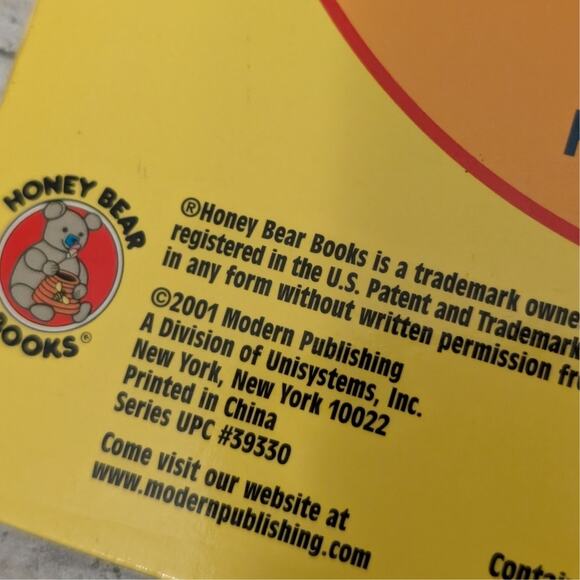 HONEY BEAR
BOOKS®
®Honey Bear Books is a trademark owne
registered in the U.S. Patent and Trademark
in any form without written permission fr
©2001 Modern Publishing
A Division of Unisystems, Inc.
New York, New York 10022
Printed in China
Series UPC #39330
Come visit our website at
www.modernpublishing.com
Contai